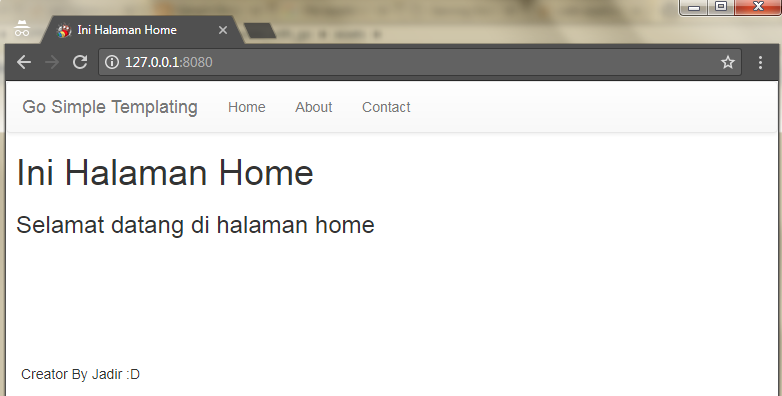 Ini Halaman Home
127.0.0.1:8080
Go Simple Templating Home About Contact
Ini Halaman Home
Selamat datang di halaman home
Creator By Jadir :D